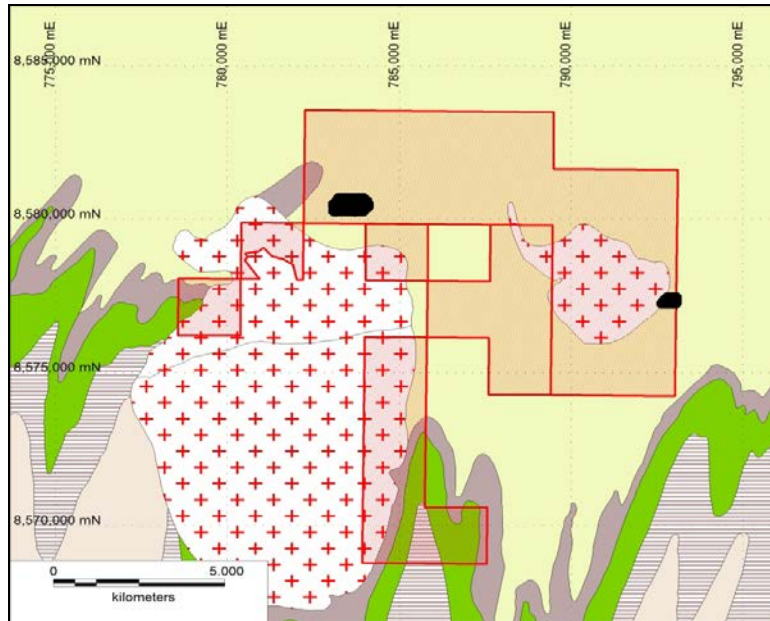 775,000 mE
780,000 mE
785,000 mE
790,000 mE
795,000 mE
8,585,000 mN
8,580,000 mN
8,575,000 mN
8,570,000 mN
0 5.000
kilometers